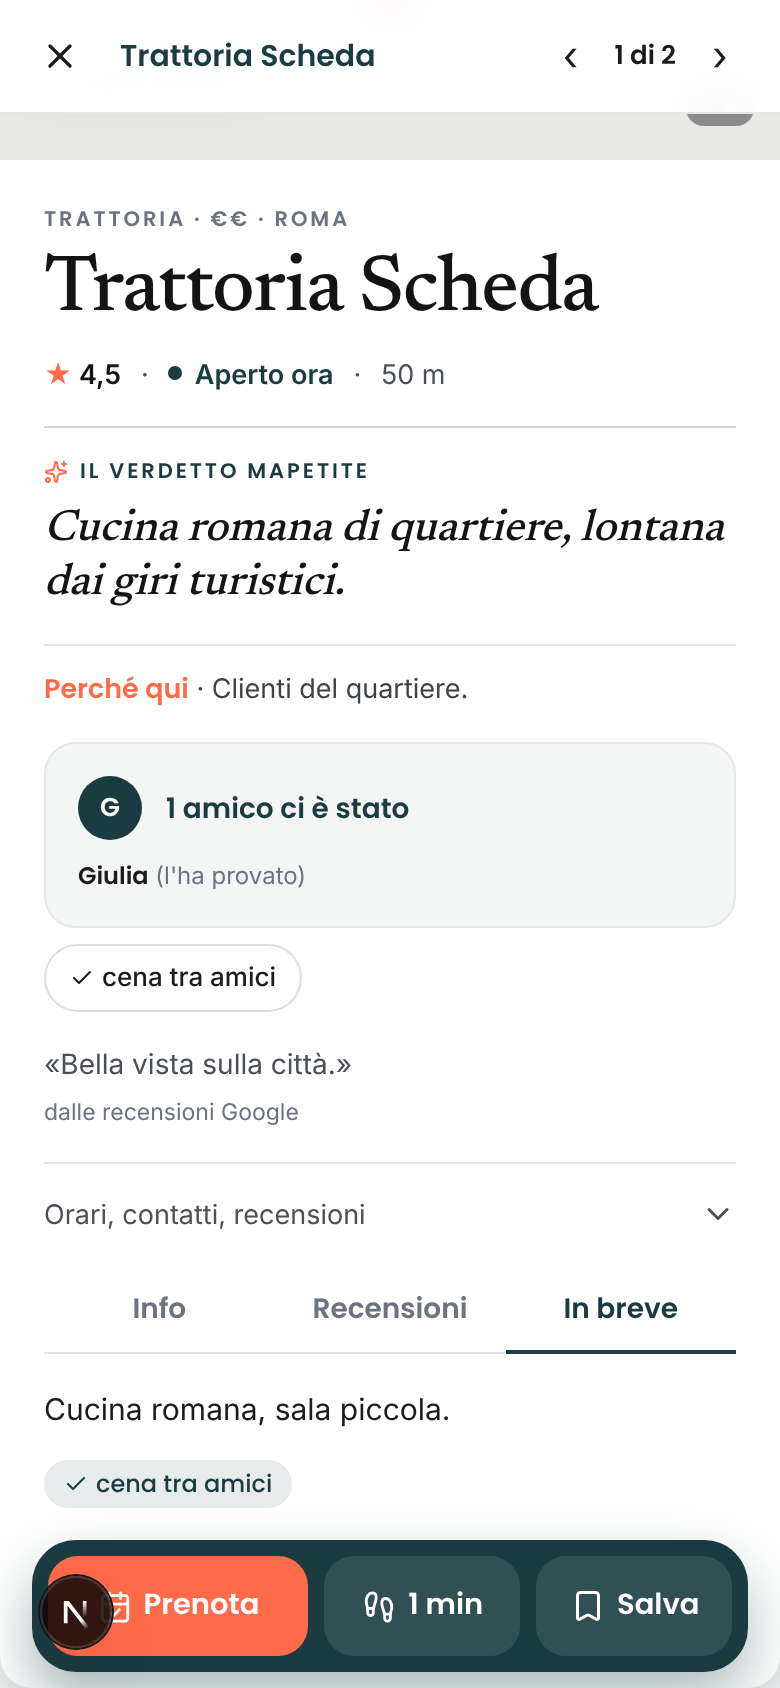 Trattoria Scheda
1 di 2
TRATTORIA · €€ · ROMA
Trattoria Scheda
4,5 · Aperto ora · 50 m
IL VERDETTO MAPETITE
Cucina romana di quartiere, lontana
dai giri turistici.
Perché qui · Clienti del quartiere.
G
1 amico ci è stato
Giulia (l'ha provato)
cena tra amici
«Bella vista sulla città.»
dalle recensioni Google
Orari, contatti, recensioni
Info
Recensioni
In breve
Cucina romana, sala piccola.
cena tra amici
N
Prenota
1 min
Salva